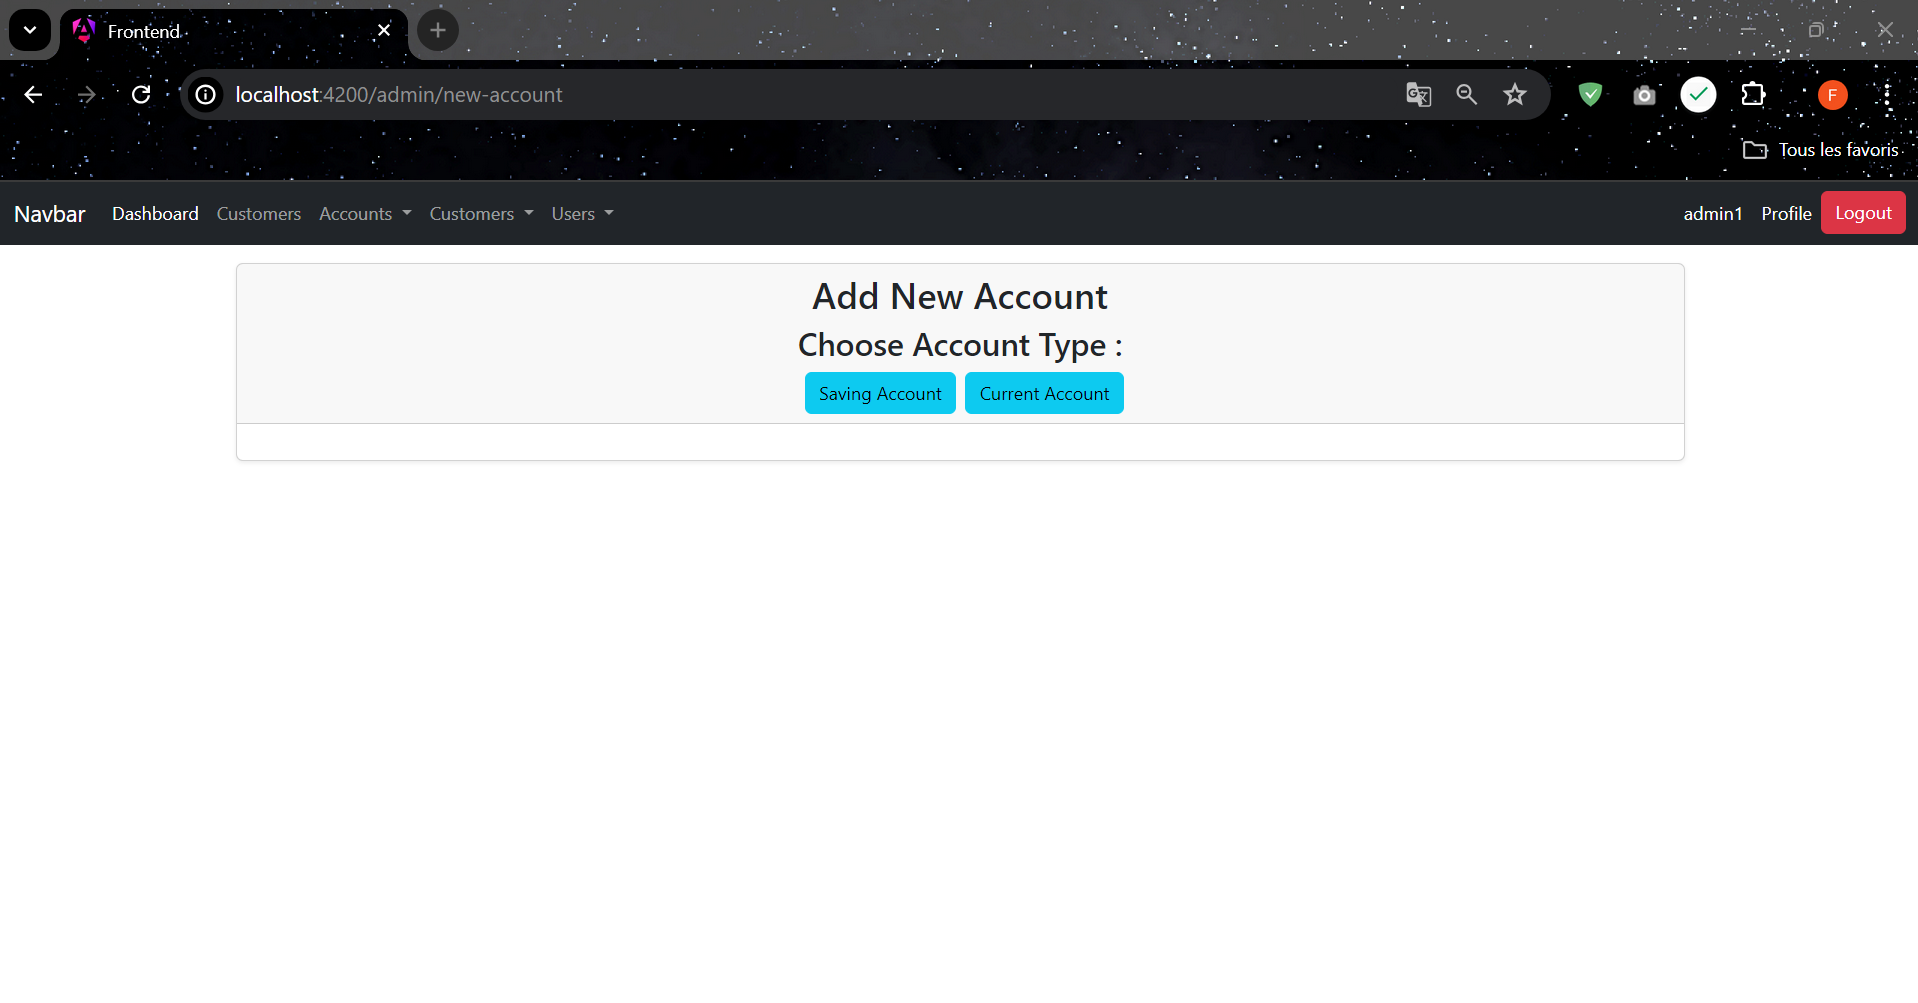 Frontend
localhost:4200/admin/new-account
F
Tous les favoris
Navbar Dashboard Customers Accounts Customers Users admin1 Profile Logout
Add New Account
Choose Account Type :
Saving Account Current Account